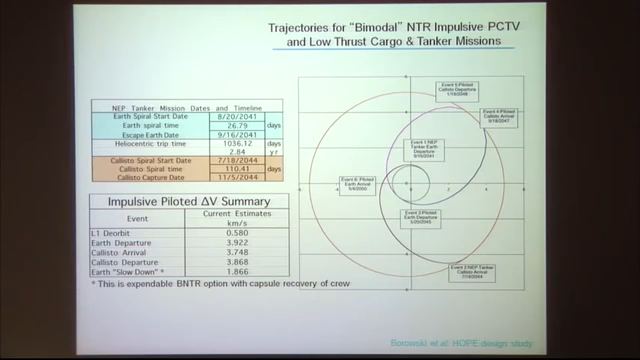 Trajectories for "Bimodal" NTR Impulsive PCTV
and Low Thrust Cargo & Tanker Missions
NEP Tanker Mission Dates and Timeline
Earth Spiral Start Date 8/20/2041
Earth spiral time 26.79 days
Escape Earth Date 9/16/2041
Heliocentric trip time 1036.12 days
2.84 yr
Callisto Spiral Start Date 7/18/2044
Callisto Spiral time 110.41 days
Callisto Capture Date 11/5/2044
Impulsive Piloted ΔV Summary
Event Current Estimates
km/s
L1 Deorbit 0.580
Earth Departure 3.922
Callisto Arrival 3.748
Callisto Departure 3.868
Earth "Slow Down" * 1.866
* This is expendable BNTR option with capsule recovery of crew
Event 5 Piloted
Callisto Departure
Event 4 Piloted
Callisto Arrival
Event 1 NEP
Tanker Earth
Departure
9/16/2041
Event 6: Piloted
Earth Arrival
Event 3 Piloted
Earth Departure
Event 2 NEP Tanker
Callisto Arrival
7/18/2044
Borowski et al: HOPE design study